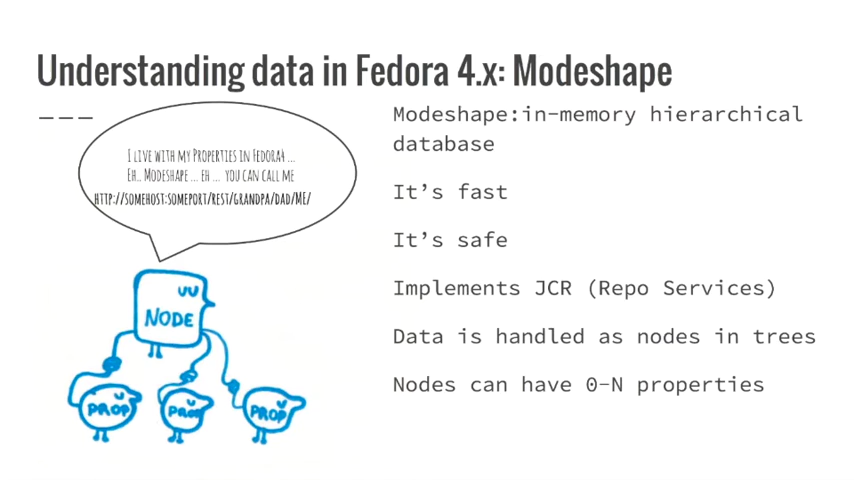 Understanding data in Fedora 4.x: Modeshape
I LIVE WITH MY PROPERTIES IN FEDORA4 ...
EH.. MODESHAPE ... EH ... YOU CAN CALL ME
HTTP://SOMEHOST:SOMEPORT/REST/GRANDPA/DAD/ME/
NODE
PROP
PROP
PROP
Modeshape:in-memory hierarchical
database
It’s fast
It’s safe
Implements JCR (Repo Services)
Data is handled as nodes in trees
Nodes can have 0-N properties